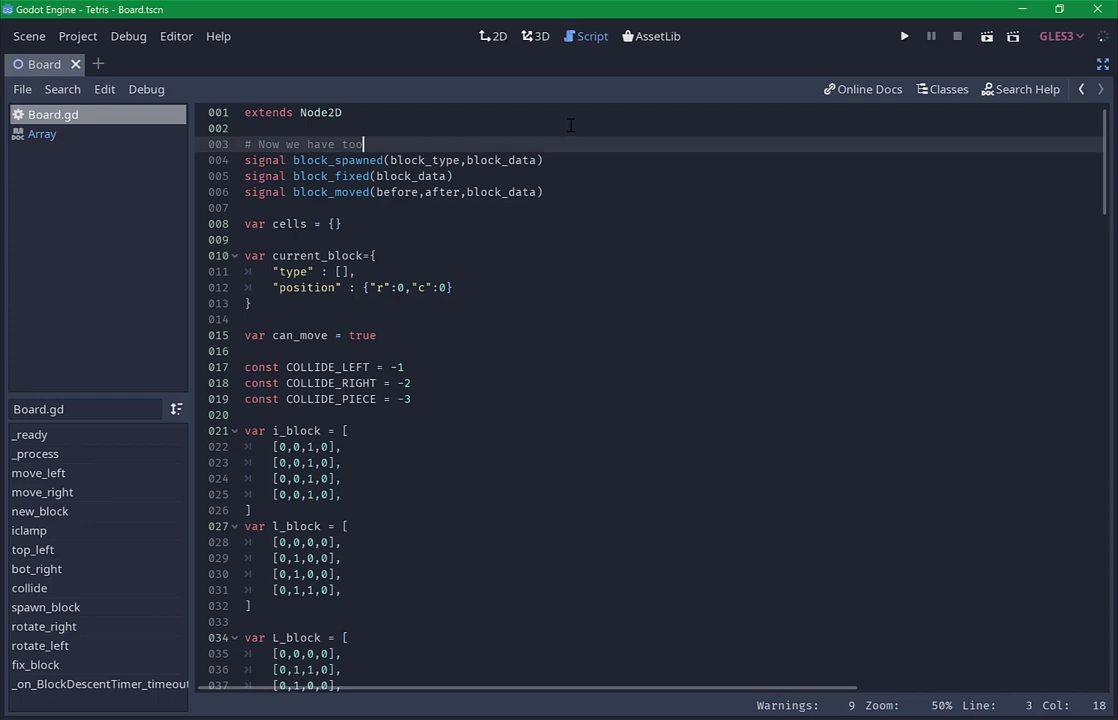 Godot Engine - Tetris - Board.tscn
Scene Project Debug Editor Help 2D 3D Script AssetLib GLES3
Board
File Search Edit Debug Online Docs Classes Search Help
Board.gd
Array
Board.gd
_ready
_process
move_left
move_right
new_block
iclamp
top_left
bot_right
collide
spawn_block
rotate_right
rotate_left
fix_block
_on_BlockDescentTimer_timeout
001 extends Node2D
002
003 # Now we have too
004 signal block_spawned(block_type,block_data)
005 signal block_fixed(block_data)
006 signal block_moved(before,after,block_data)
007
008 var cells = {}
009
010 var current_block={
011 "type" : [],
012 "position" : {"r":0,"c":0}
013 }
014
015 var can_move = true
016
017 const COLLIDE_LEFT = -1
018 const COLLIDE_RIGHT = -2
019 const COLLIDE_PIECE = -3
020
021 var i_block = [
022 [0,0,1,0],
023 [0,0,1,0],
024 [0,0,1,0],
025 [0,0,1,0],
026 ]
027 var l_block = [
028 [0,0,0,0],
029 [0,1,0,0],
030 [0,1,0,0],
031 [0,1,1,0],
032 ]
033
034 var L_block = [
035 [0,0,0,0],
036 [0,1,1,0],
037 [0,1,0,0],
Warnings: 9 Zoom: 50% Line: 3 Col: 18